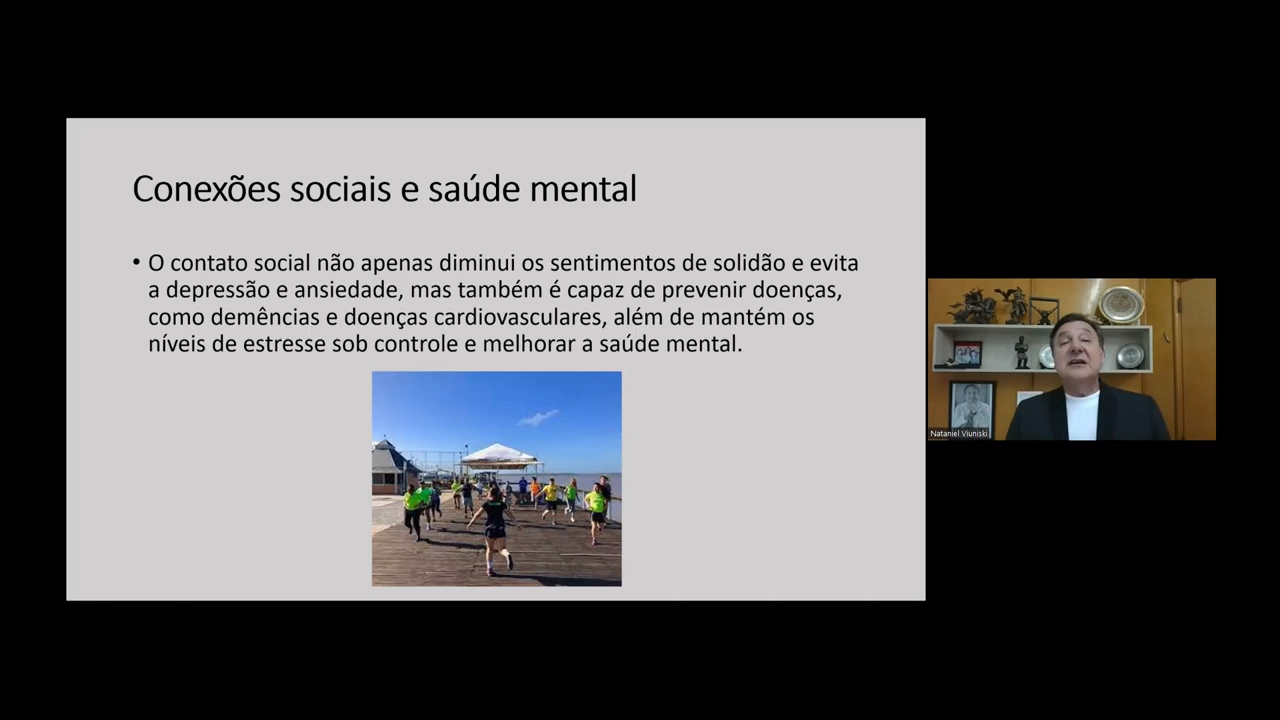 Conexões sociais e saúde mental
• O contato social não apenas diminui os sentimentos de solidão e evita
a depressão e ansiedade, mas também é capaz de prevenir doenças,
como demências e doenças cardiovasculares, além de mantém os
níveis de estresse sob controle e melhorar a saúde mental.
Nataniel Viuniski